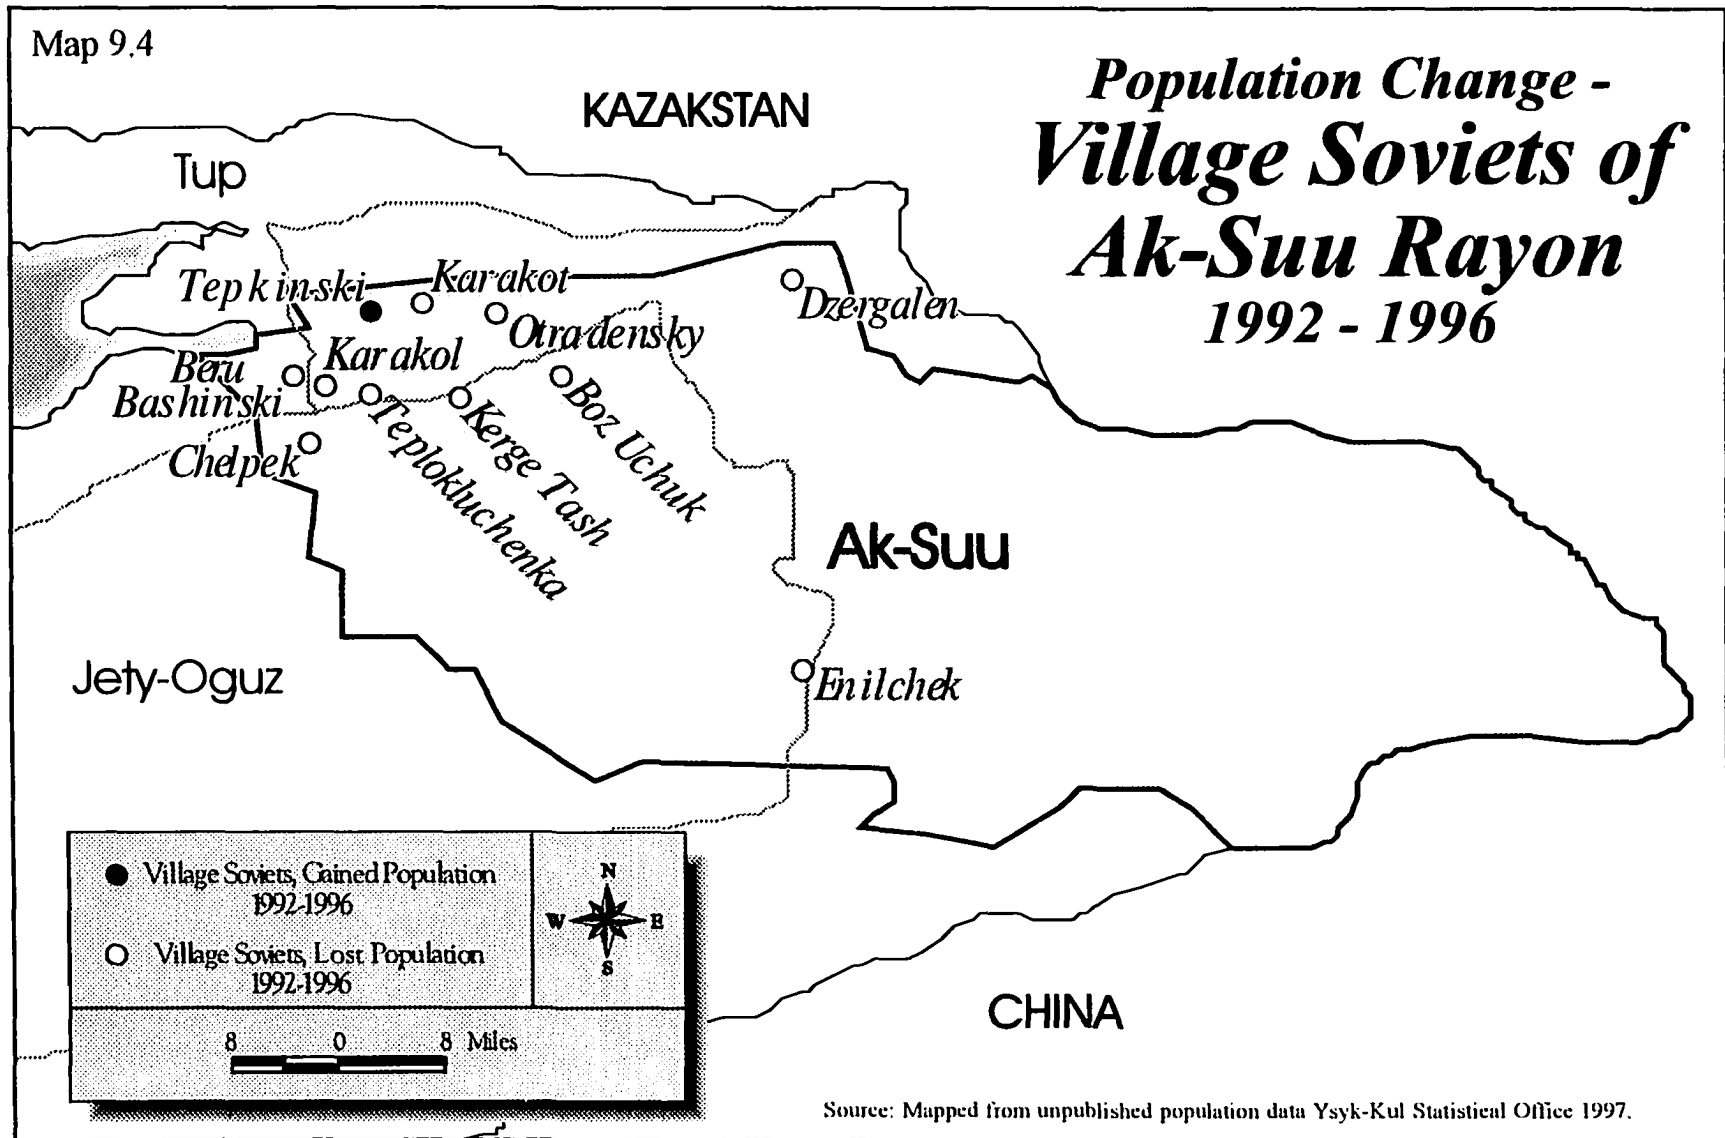 Map 9.4
Population Change -
Village Soviets of
Ak-Suu Rayon
1992 - 1996
KAZAKSTAN
Tup
Tepkinski
Karakot
Otradensky
Dzergalen
Beru
Bashinski
Karakol
Chelpek
Teplokluchenka
Kerge Tash
Boz Uchuk
Ak-Suu
Enilchek
Jety-Oguz
CHINA
Village Soviets, Gained Population
1992-1996
Village Soviets, Lost Population
1992-1996
N
W E
S
8 0 8 Miles
Source: Mapped from unpublished population data Ysyk-Kul Statistical Office 1997.